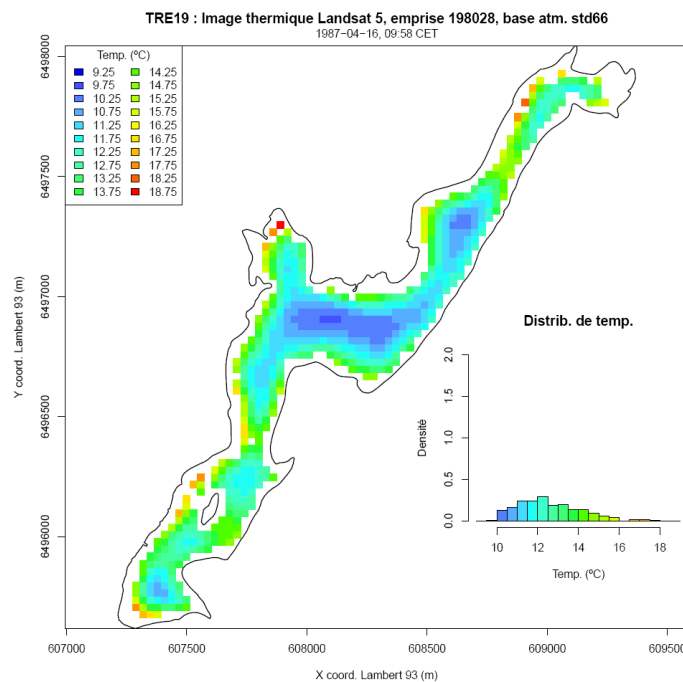 TRE19 : Image thermique Landsat 5, emprise 198028, base atm. std66
1987−04−16, 09:58 CET
Temp. (ºC)
9.25 14.25
9.75 14.75
10.25 15.25
10.75 15.75
11.25 16.25
11.75 16.75
12.25 17.25
12.75 17.75
13.25 18.25
13.75 18.75
Y coord. Lambert 93 (m)
6498000
6497500
6497000
6496500
6496000
Distrib. de temp.
Densité
2.0
1.5
1.0
0.5
0.0
10 12 14 16 18
Temp. (ºC)
607000 607500 608000 608500 609000 609500
X coord. Lambert 93 (m)